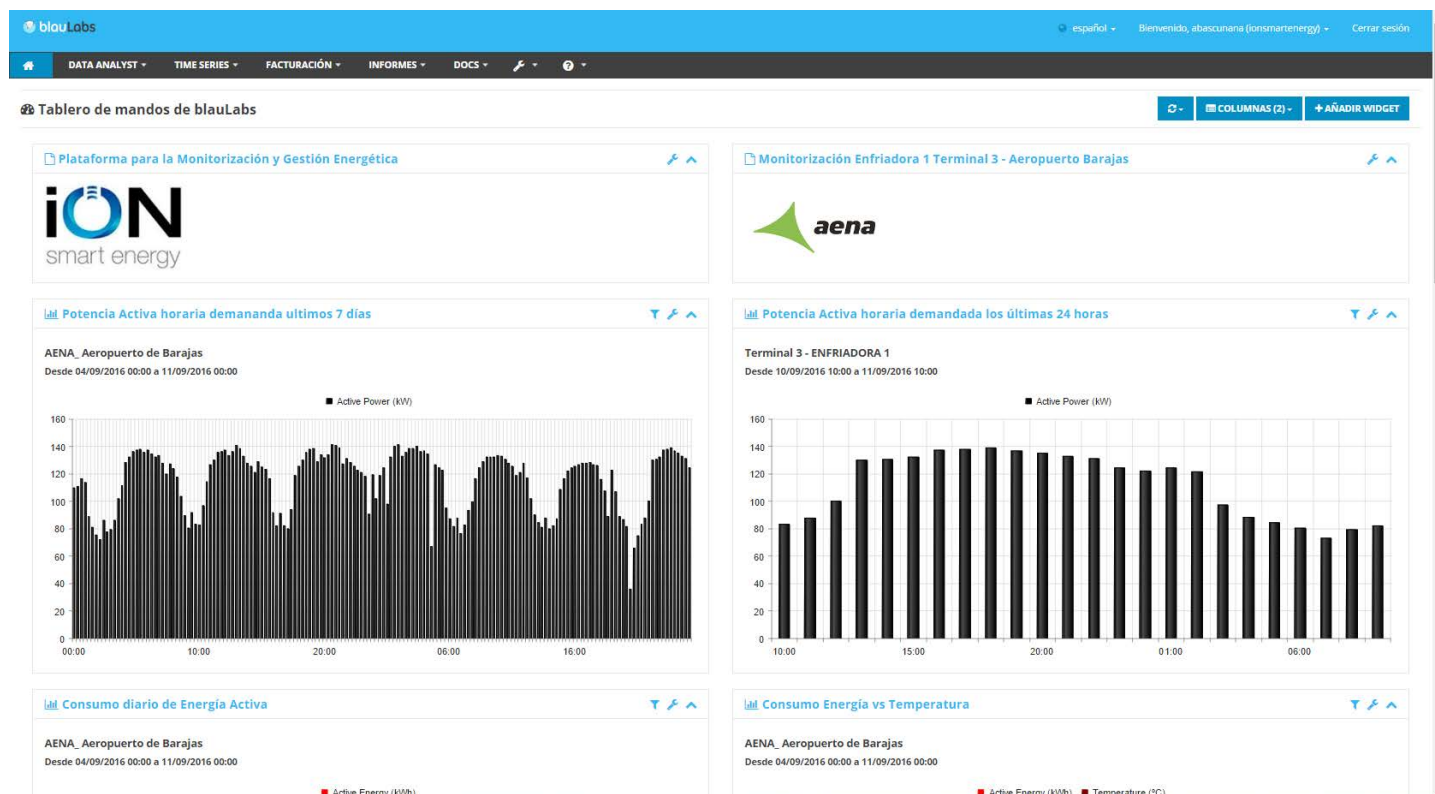 blauLabs
español
Bienvenido, abascunana (ionsmartenergy)
Cerrar sesión
DATA ANALYST
TIME SERIES
FACTURACIÓN
INFORMES
DOCS
Tablero de mandos de blauLabs
COLUMNAS (2)
+ AÑADIR WIDGET
Plataforma para la Monitorización y Gestión Energética
iON
smart energy
Monitorización Enfriadora 1 Terminal 3 - Aeropuerto Barajas
aena
Potencia Activa horaria demananda ultimos 7 días
AENA_ Aeropuerto de Barajas
Desde 04/09/2016 00:00 a 11/09/2016 00:00
Active Power (kW)
160
140
120
100
80
60
40
20
0
00:00
10:00
20:00
06:00
16:00
Potencia Activa horaria demandada los últimas 24 horas
Terminal 3 - ENFRIADORA 1
Desde 10/09/2016 10:00 a 11/09/2016 10:00
Active Power (kW)
160
140
120
100
80
60
40
20
0
10:00
15:00
20:00
01:00
06:00
Consumo diario de Energía Activa
AENA_ Aeropuerto de Barajas
Desde 04/09/2016 00:00 a 11/09/2016 00:00
Active Energy (kWh)
Consumo Energía vs Temperatura
AENA_ Aeropuerto de Barajas
Desde 04/09/2016 00:00 a 11/09/2016 00:00
Active Energy (kWh)
Temperature (ºC)